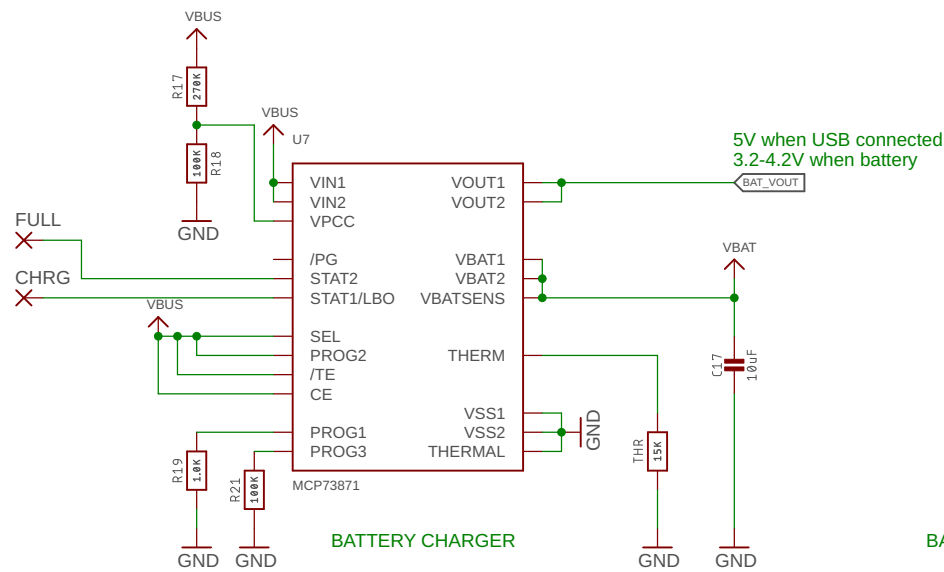 VBUS
R17
270K
VBUS
U7
R18
100K
GND
5V when USB connected
3.2-4.2V when battery
BAT_VOUT
VIN1
VIN2
VPCC
/PG
STAT2
STAT1/LBO
SEL
PROG2
/TE
CE
PROG1
PROG3
VOUT1
VOUT2
VBAT1
VBAT2
VBATSENS
THERM
VSS1
VSS2
THERMAL
FULL
CHRG
VBUS
VBAT
C17
10uF
GND
THR
15K
R19
1.0K
R21
100K
MCP73871
BATTERY CHARGER
GND
GND
GND
GND
BA